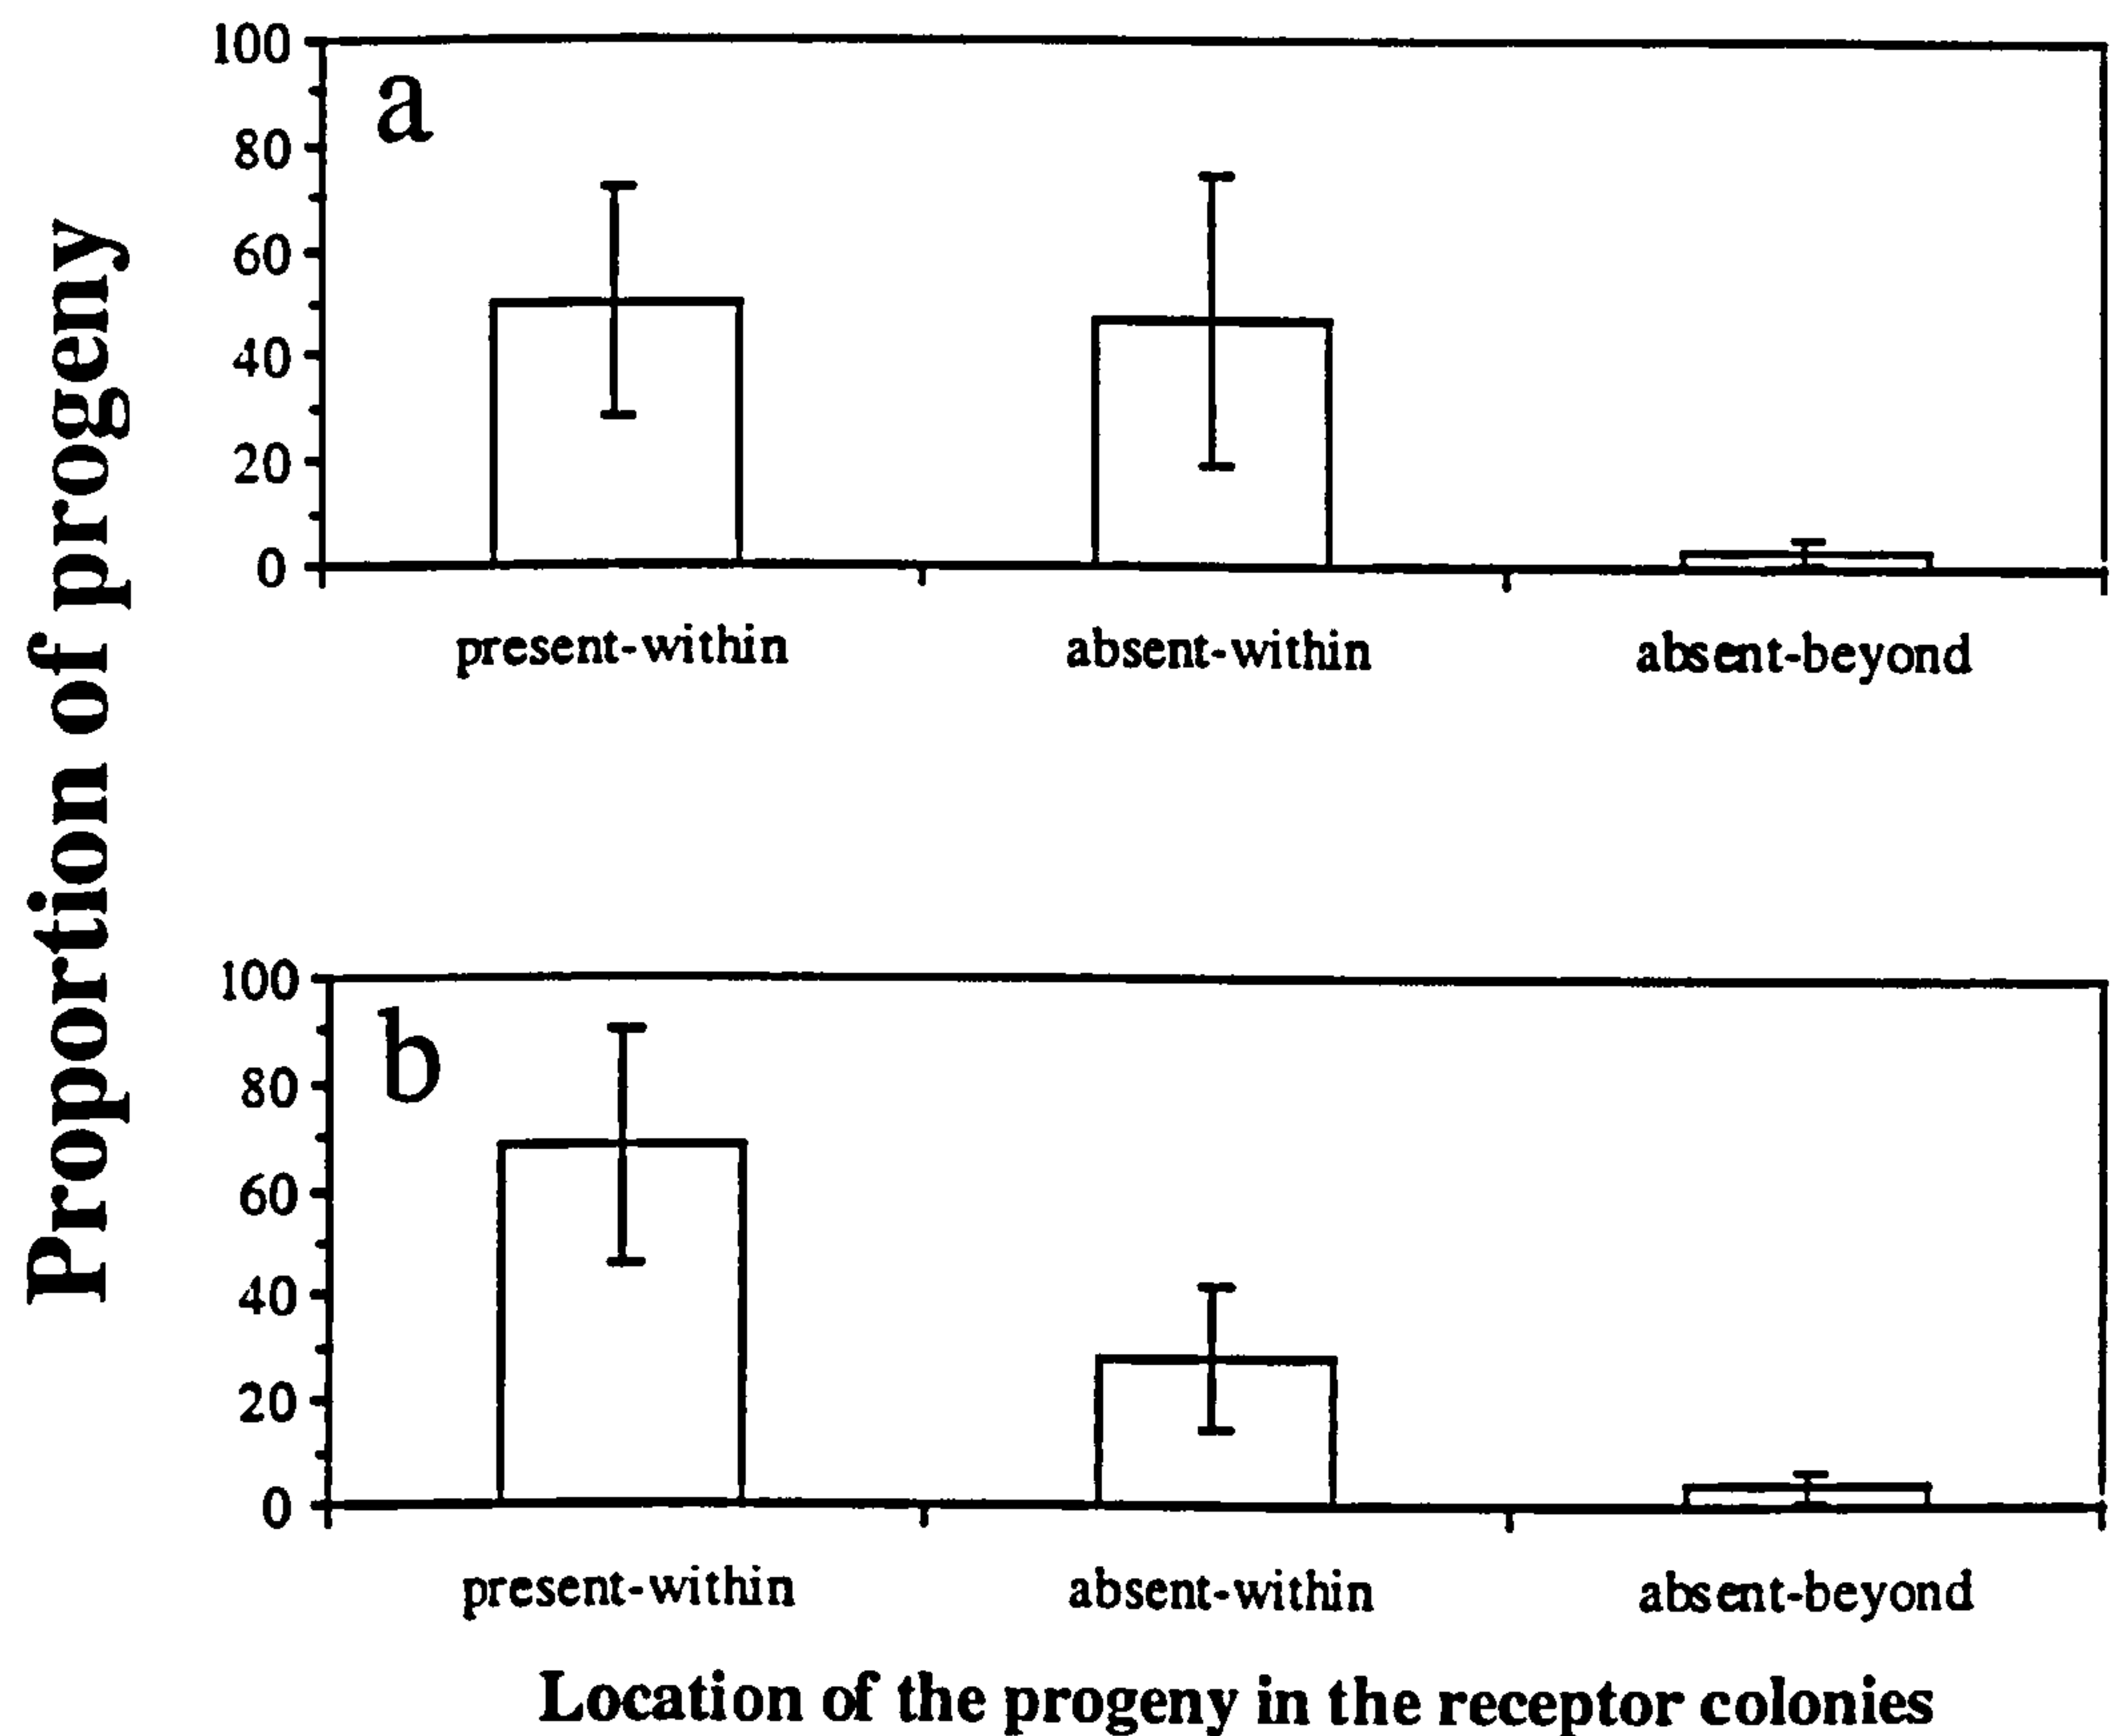 Proportion of progeny
a
100
80
60
40
20
0
present-within absent-within absent-beyond
b
100
80
60
40
20
0
present-within absent-within absent-beyond
Location of the progeny in the receptor colonies